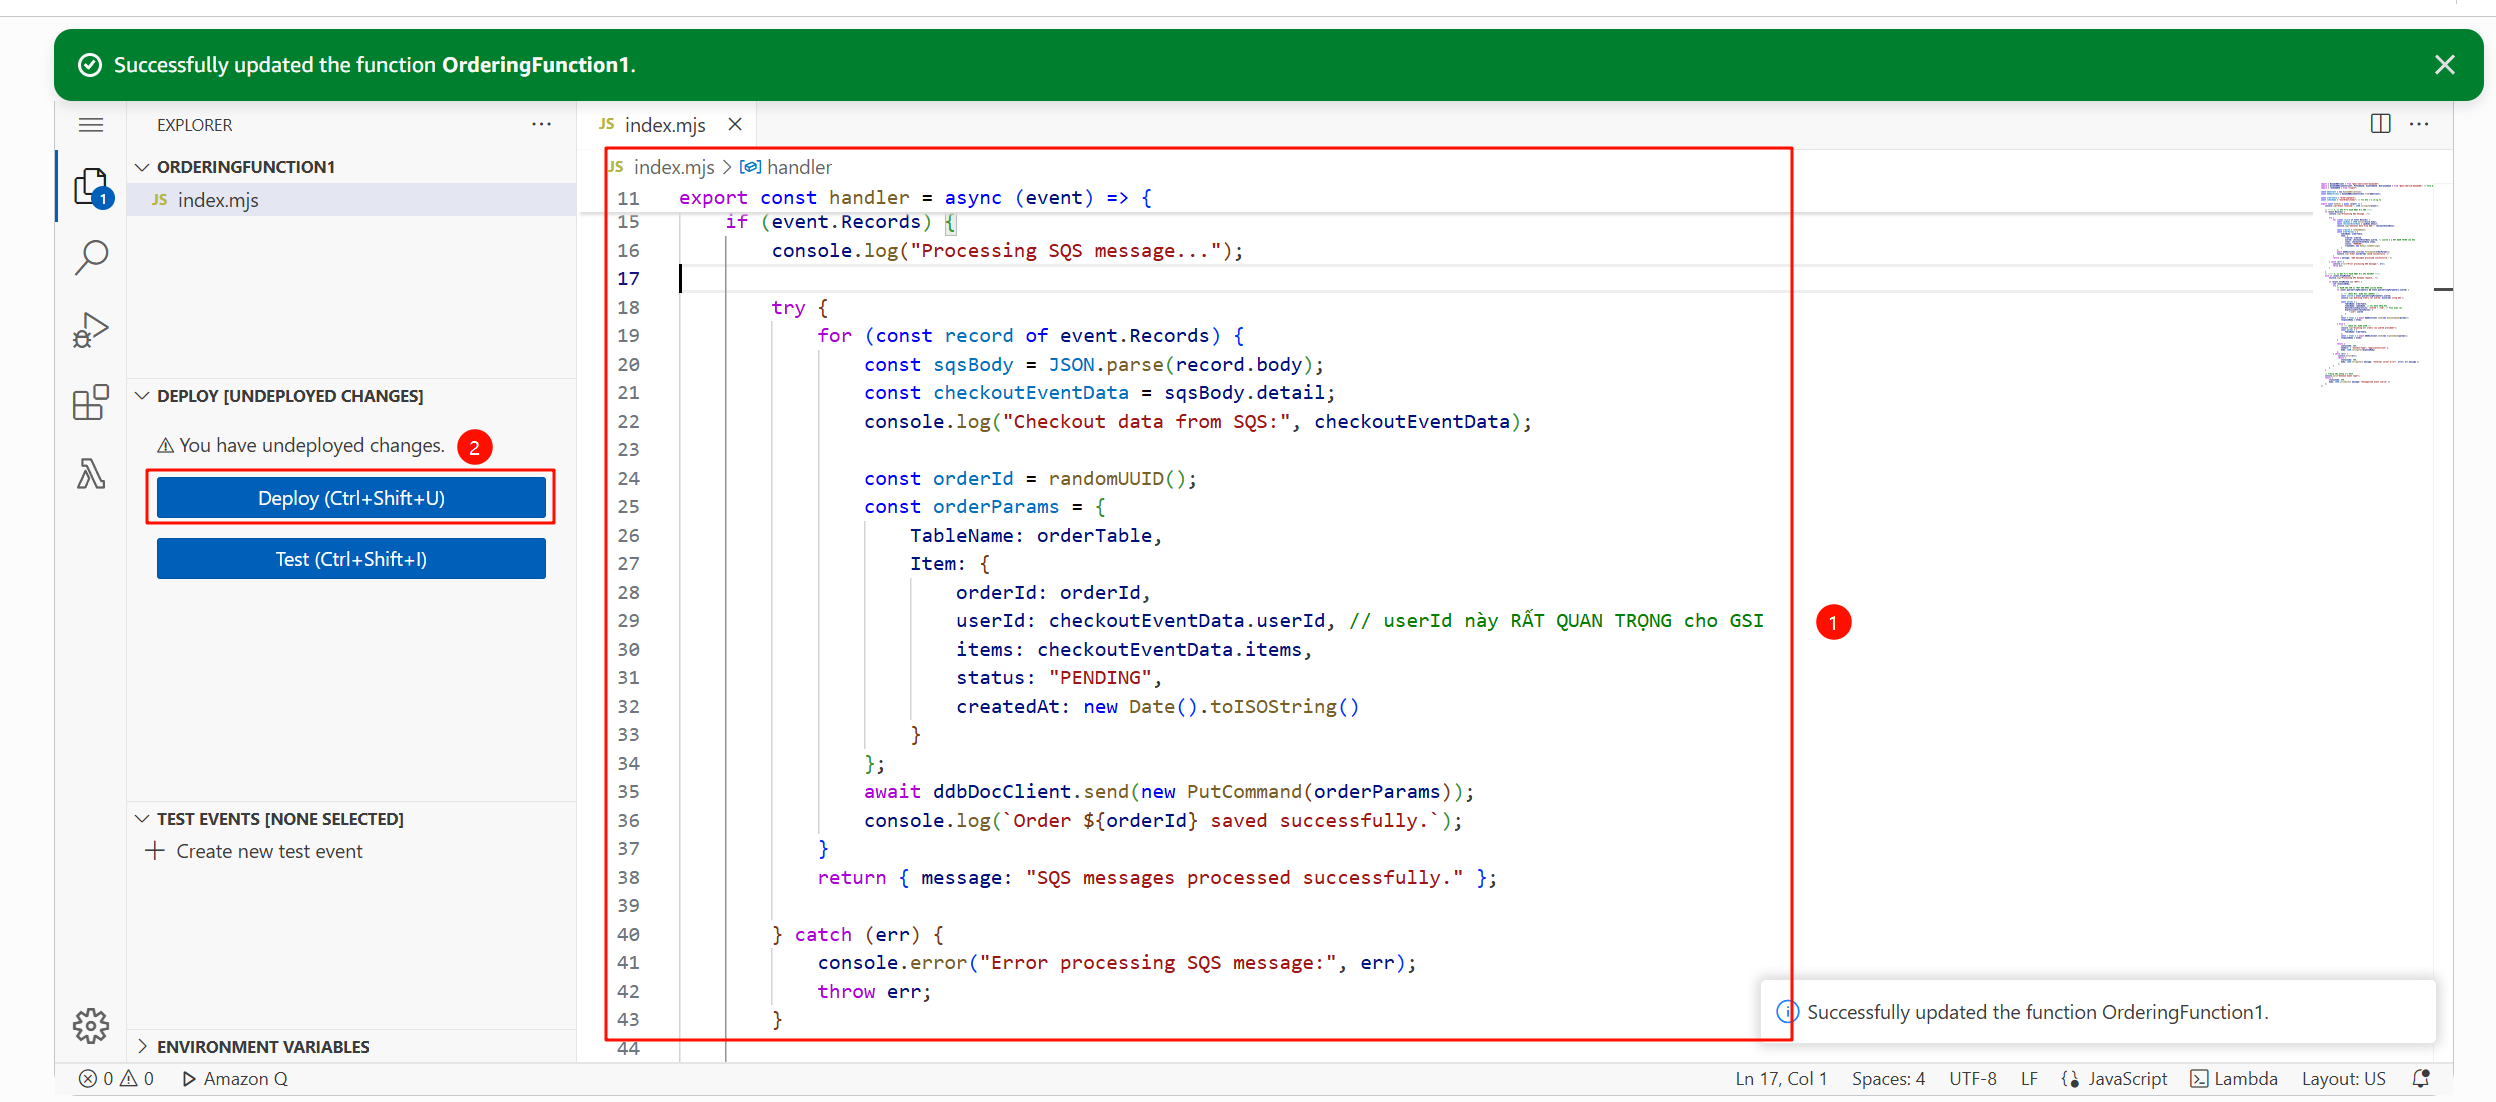 Successfully updated the function OrderingFunction1.
EXPLORER
ORDERINGFUNCTION1
JS index.mjs
1
DEPLOY [UNDEPLOYED CHANGES]
You have undeployed changes.
2
Deploy (Ctrl+Shift+U)
Test (Ctrl+Shift+I)
TEST EVENTS [NONE SELECTED]
Create new test event
ENVIRONMENT VARIABLES
JS index.mjs
JS index.mjs > handler
11 export const handler = async (event) => {
15 if (event.Records) {
16 console.log("Processing SQS message...");
17
18 try {
19 for (const record of event.Records) {
20 const sqsBody = JSON.parse(record.body);
21 const checkoutEventData = sqsBody.detail;
22 console.log("Checkout data from SQS:", checkoutEventData);
23
24 const orderId = randomUUID();
25 const orderParams = {
26 TableName: orderTable,
27 Item: {
28 orderId: orderId,
29 userId: checkoutEventData.userId, // userId này RẤT QUAN TRỌNG cho GSI
1
30 items: checkoutEventData.items,
31 status: "PENDING",
32 createdAt: new Date().toISOString()
33 }
34 };
35 await ddbDocClient.send(new PutCommand(orderParams));
36 console.log(`Order ${orderId} saved successfully.`);
37 }
38 return { message: "SQS messages processed successfully." };
39
40 } catch (err) {
41 console.error("Error processing SQS message:", err);
42 throw err;
43 }
44
Successfully updated the function OrderingFunction1.
0 0 Amazon Q
Ln 17, Col 1 Spaces: 4 UTF-8 LF JavaScript Lambda Layout: US